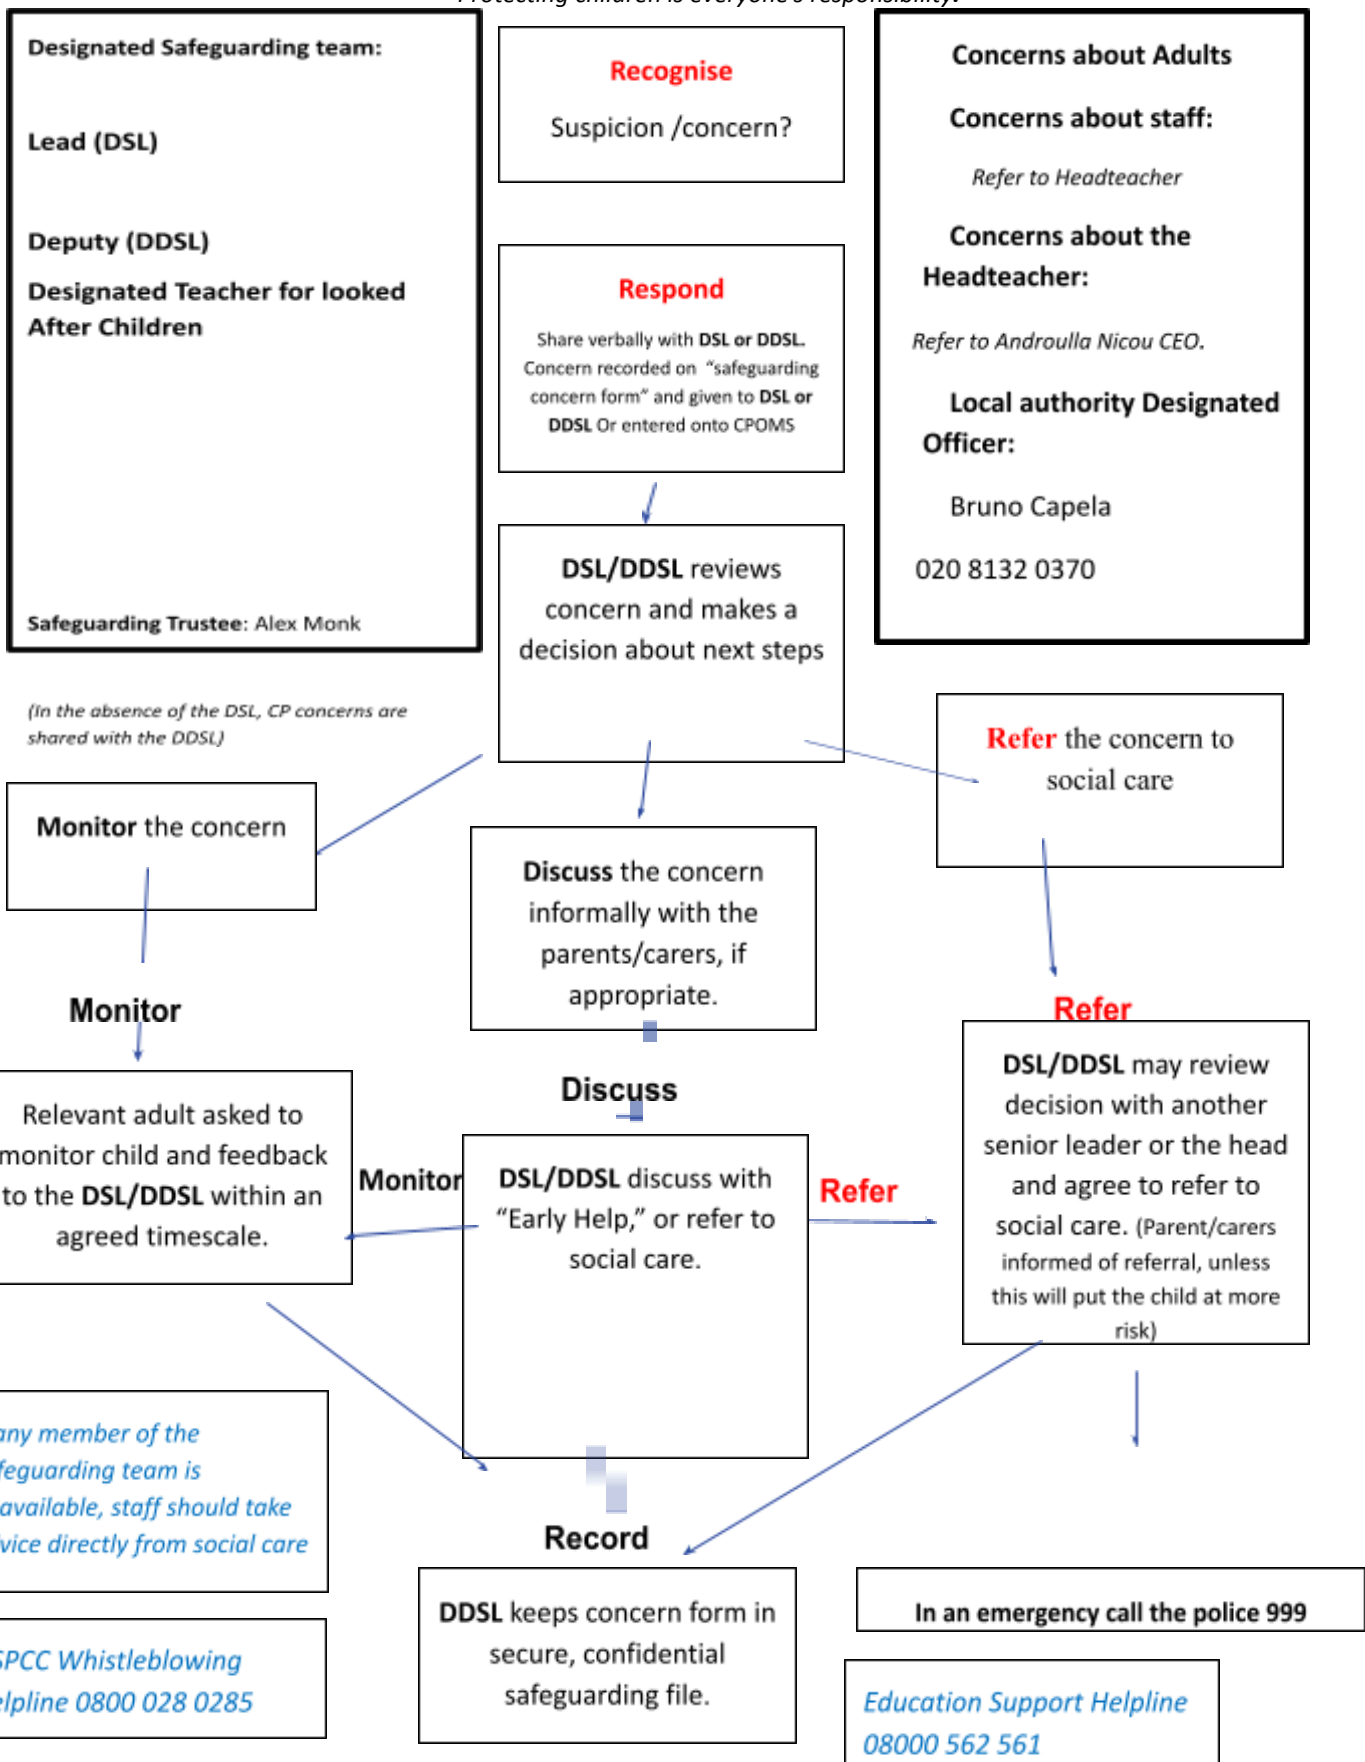 Protecting children is everyone's responsibility.
Designated Safeguarding team:
Lead (DSL)
Deputy (DDSL)
Designated Teacher for looked
After Children
Safeguarding Trustee: Alex Monk
(In the absence of the DSL, CP concerns are
shared with the DDSL)
Recognise
Suspicion /concern?
Respond
Share verbally with DSL or DDSL.
Concern recorded on "safeguarding
concern form" and given to DSL or
DDSL Or entered onto CPOMS
DSL/DDSL reviews
concern and makes a
decision about next steps
Concerns about Adults
Concerns about staff:
Refer to Headteacher
Concerns about the
Headteacher:
Refer to Androulla Nicou CEO.
Local authority Designated
Officer:
Bruno Capela
020 8132 0370
Monitor the concern
Discuss the concern
informally with the
parents/carers, if
appropriate.
Refer the concern to
social care
Monitor
Discuss
Refer
Relevant adult asked to
monitor child and feedback
to the DSL/DDSL within an
agreed timescale.
Monitor
DSL/DDSL discuss with
"Early Help," or refer to
social care.
Refer
DSL/DDSL may review
decision with another
senior leader or the head
and agree to refer to
social care. (Parent/carers
informed of referral, unless
this will put the child at more
risk)
any member of the
feguarding team is
available, staff should take
vice directly from social care
SPCC Whistleblowing
elpline 0800 028 0285
Record
DDSL keeps concern form in
secure, confidential
safeguarding file.
In an emergency call the police 999
Education Support Helpline
08000 562 561